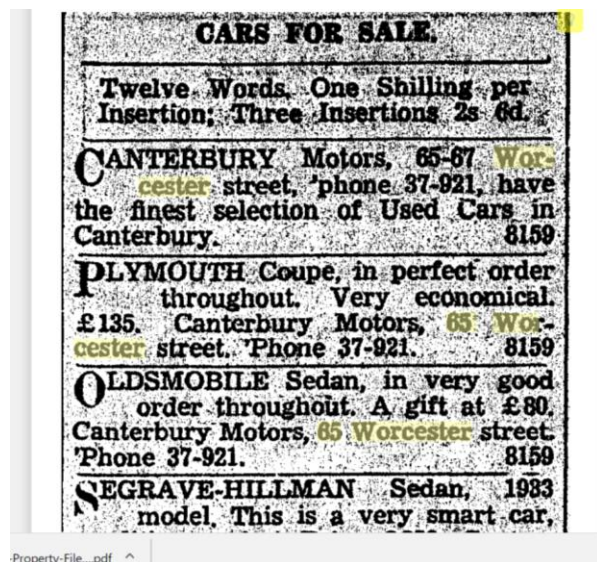 CARS FOR SALE.
Twelve Words. One Shilling per
Insertion; Three Insertions 2s 6d.
CANTERBURY Motors, 65-67 Wor-
cester street, 'phone 37-921, have
the finest selection of Used Cars in
Canterbury. 8159
PLYMOUTH Coupe, in perfect order
throughout. Very economical.
£135. Canterbury Motors, 65 Wor-
cester street. 'Phone 37-921. 8159
OLDSMOBILE Sedan, in very good
order throughout. A gift at £80.
Canterbury Motors, 65 Worcester street.
'Phone 37-921. 8159
SEGRAVE-HILLMAN Sedan, 1933
model. This is a very smart car,
-Property-File....pdf